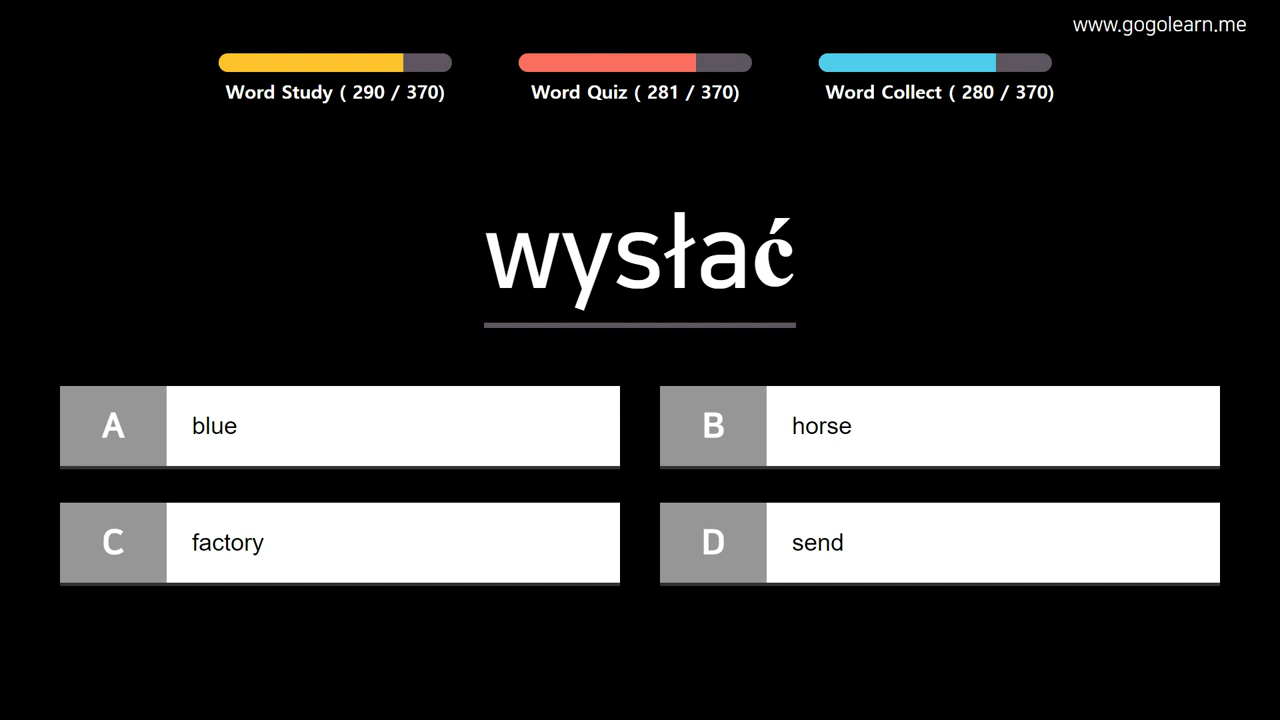 www.gogolearn.me
Word Study ( 290 / 370)
Word Quiz ( 281 / 370)
Word Collect ( 280 / 370)
wysłać
A blue
B horse
C factory
D send